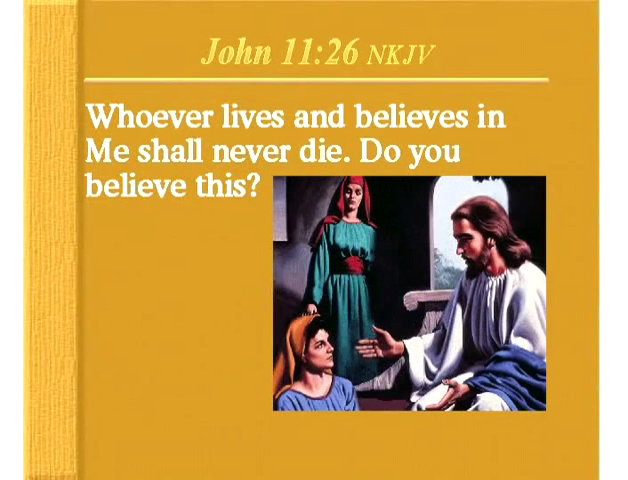 John 11:26 NKJV
Whoever lives and believes in
Me shall never die. Do you
believe this?